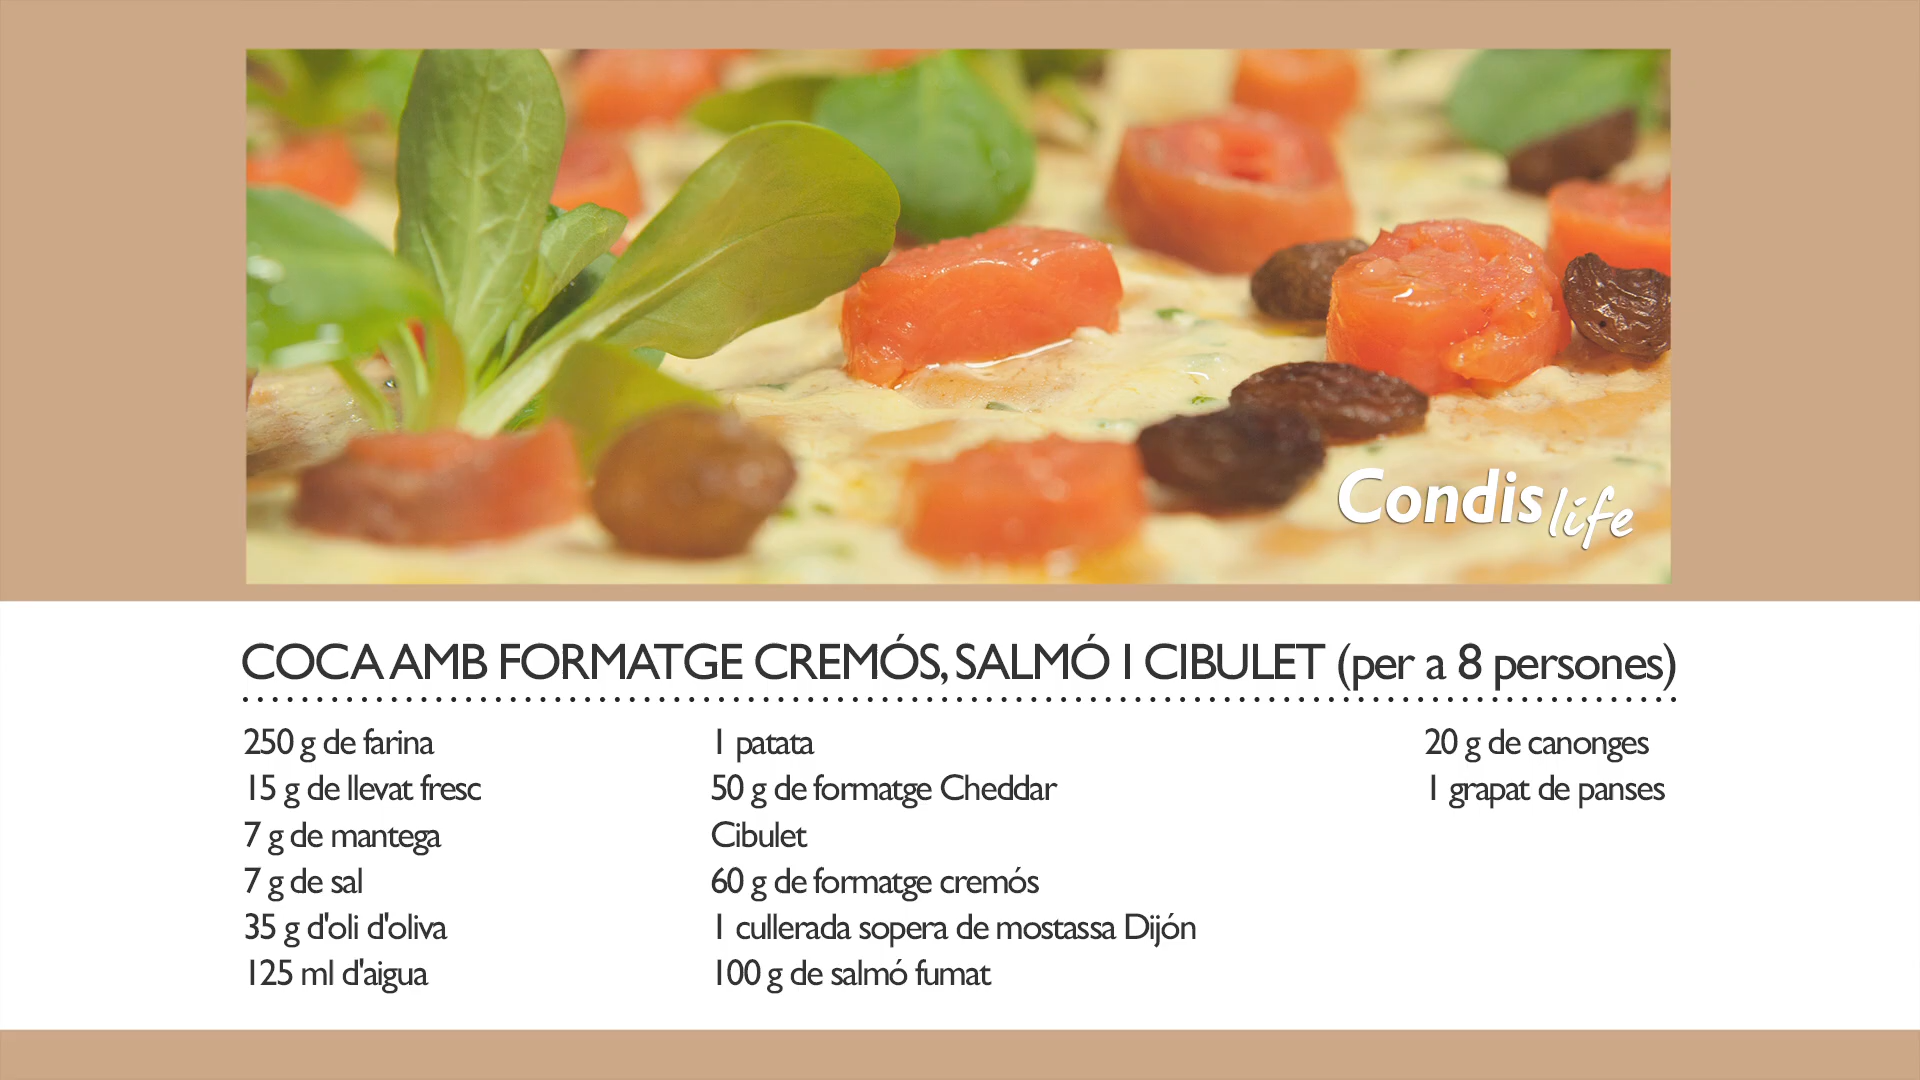 Condis life
COCA AMB FORMATGE CREMÓS, SALMÓ I CIBULET (per a 8 persones)
250 g de farina
15 g de llevat fresc
7 g de mantega
7 g de sal
35 g d'oli d'oliva
125 ml d'aigua
1 patata
50 g de formatge Cheddar
Cibulet
60 g de formatge cremós
1 cullerada sopera de mostassa Dijón
100 g de salmó fumat
20 g de canonges
1 grapat de panses